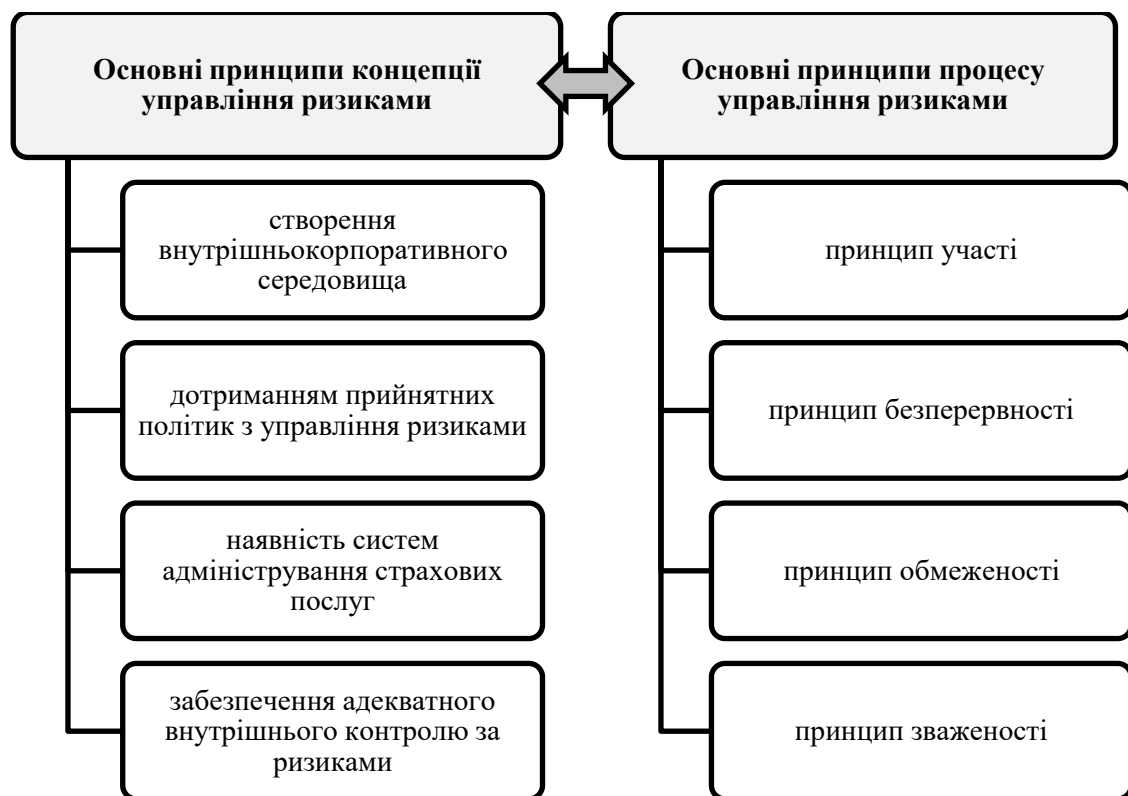 Основні принципи концепції
управління ризиками
створення
внутрішньокорпоративного
середовища
дотриманням прийнятних
політик з управління ризиками
наявність систем
адміністрування страхових
послуг
забезпечення адекватного
внутрішнього контролю за
ризиками
Основні принципи процесу
управління ризиками
принцип участі
принцип безперервності
принцип обмеженості
принцип зваженості